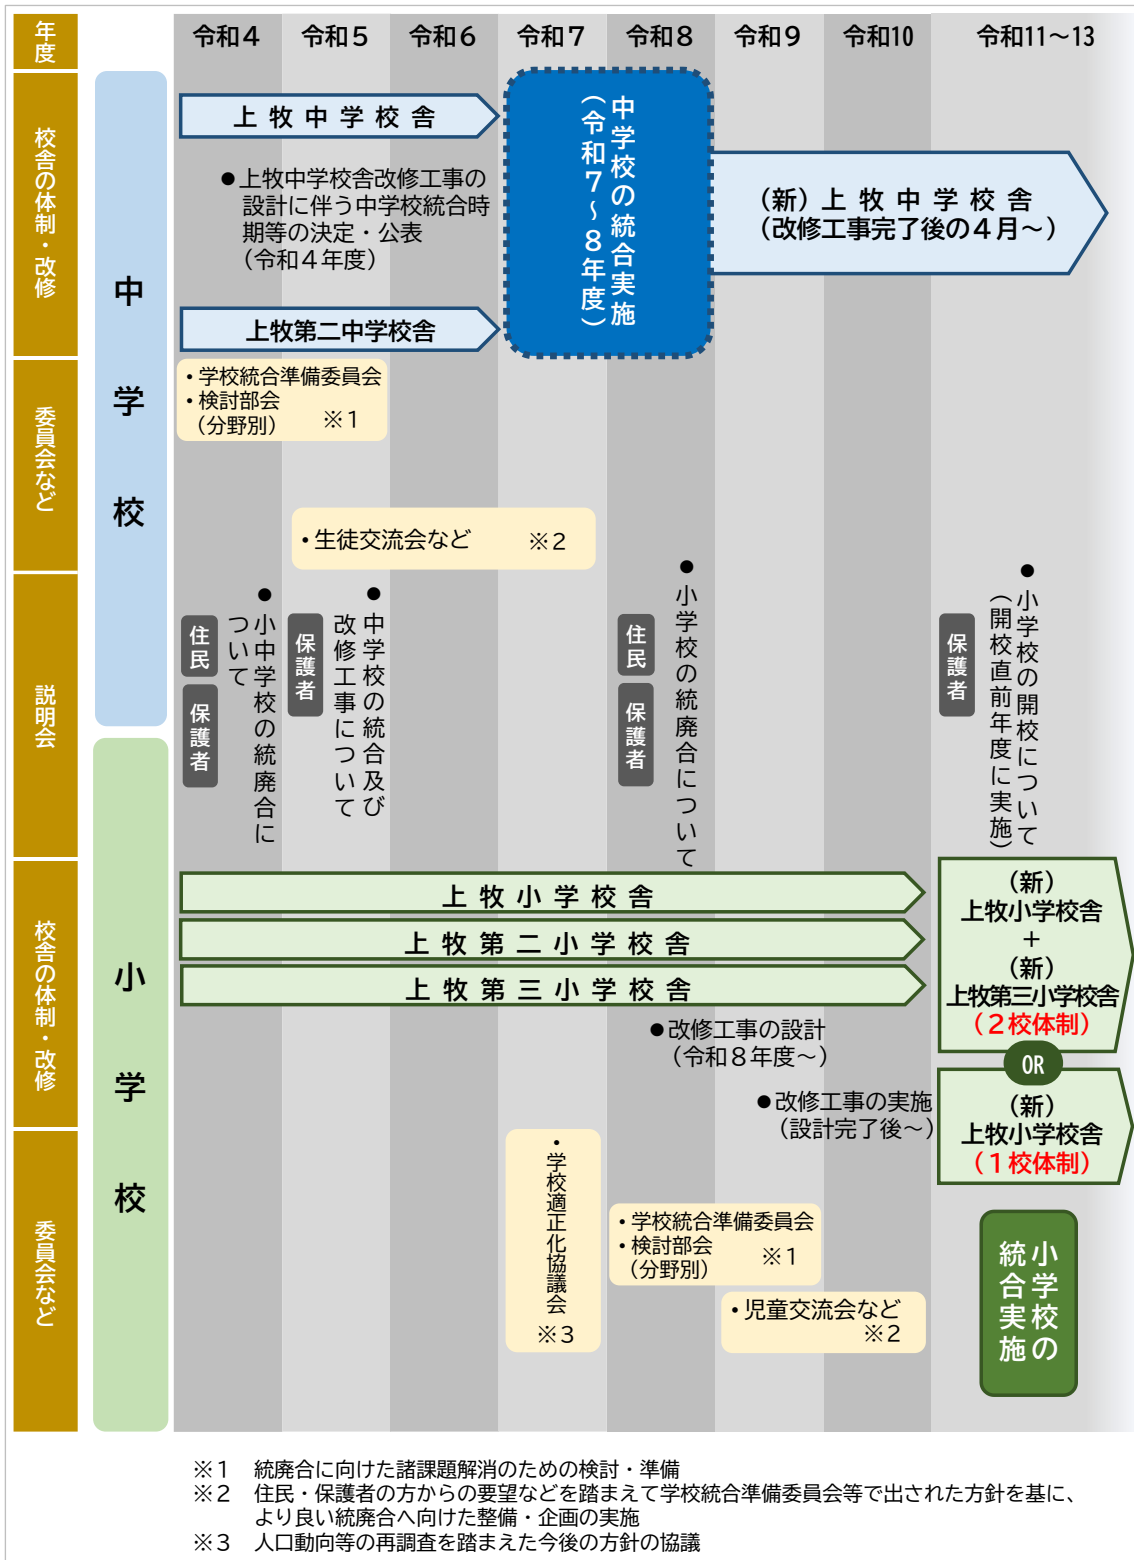 年度
令和4
令和5
令和6
令和7
令和8
令和9
令和10
令和11～13
校舎の体制・改修
委員会など
説明会
校舎の体制・改修
委員会など
中学校
小学校
上牧中学校舎
●上牧中学校舎改修工事の
設計に伴う中学校統合時
期等の決定・公表
（令和４年度）
上牧第二中学校舎
中学校の統合実施
（令和７～８年度）
（新）上牧中学校舎
（改修工事完了後の４月～）
・学校統合準備委員会
・検討部会
（分野別） ※1
・生徒交流会など ※2
住民
保護者
●小中学校の統廃合に
ついて
保護者
●中学校の統合及び
改修工事について
住民
保護者
●小学校の統廃合について
保護者
●小学校の開校について
（開校直前年度に実施）
上牧小学校舎
上牧第二小学校舎
上牧第三小学校舎
●改修工事の設計
（令和８年度～）
●改修工事の実施
（設計完了後～）
（新）
上牧小学校舎
＋
（新）
上牧第三小学校舎
（２校体制）
OR
（新）
上牧小学校舎
（１校体制）
・学校適正化協議会
※3
・学校統合準備委員会
・検討部会
（分野別） ※1
・児童交流会など
※2
小学校の
統合実施
※1 統廃合に向けた諸課題解消のための検討・準備
※2 住民・保護者の方からの要望などを踏まえて学校統合準備委員会等で出された方針を基に、
より良い統廃合へ向けた整備・企画の実施
※3 人口動向等の再調査を踏まえた今後の方針の協議